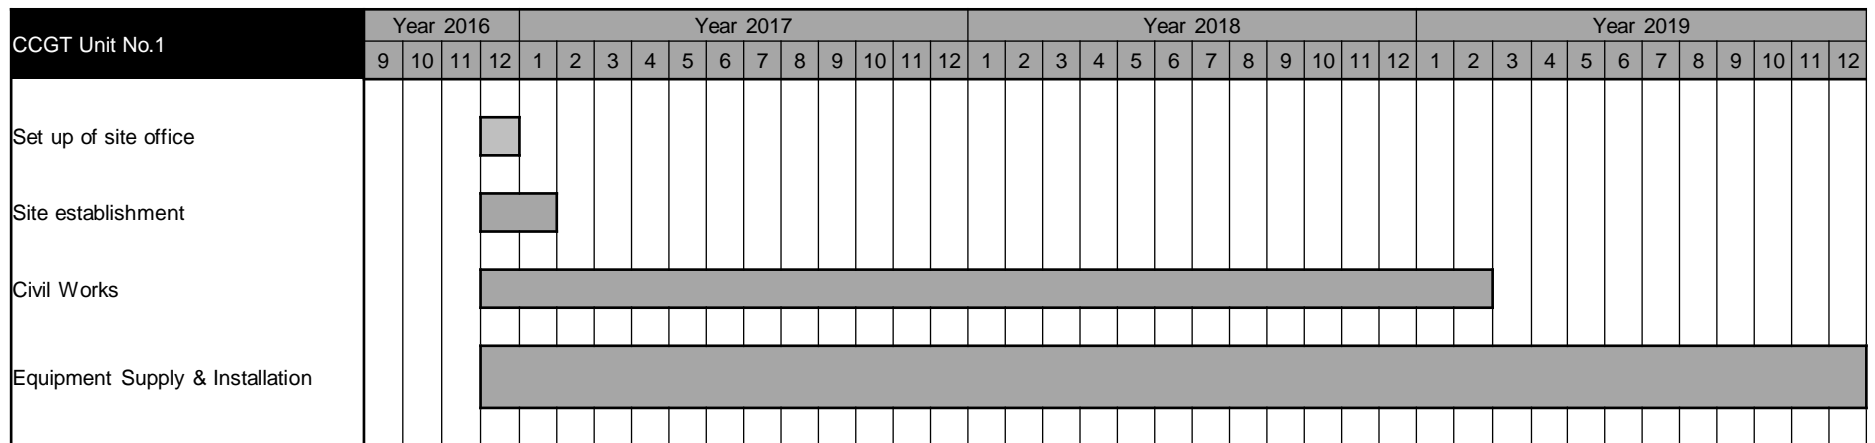 CCGT Unit No.1
Year 2016 Year 2017 Year 2018 Year 2019
9 10 11 12 1 2 3 4 5 6 7 8 9 10 11 12 1 2 3 4 5 6 7 8 9 10 11 12 1 2 3 4 5 6 7 8 9 10 11 12
Set up of site office
Site establishment
Civil Works
Equipment Supply & Installation